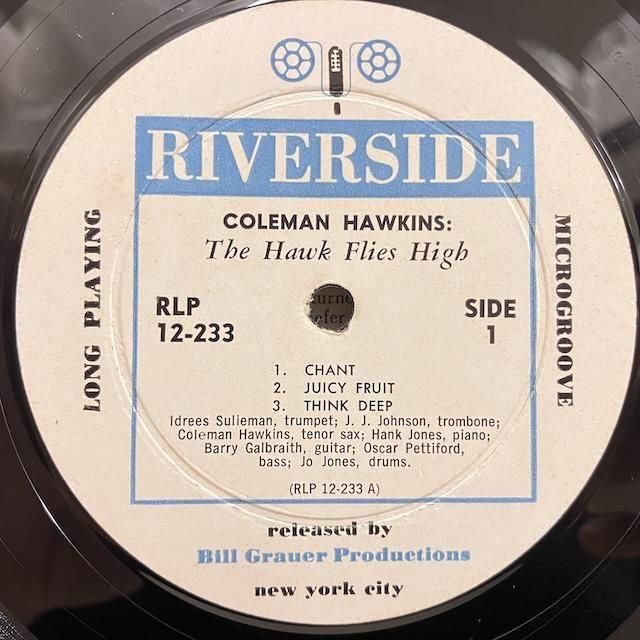 RIVERSIDE
COLEMAN HAWKINS:
The Hawk Flies High
LONG PLAYING
MICROGROOVE
RLP
12-233
SIDE
1
1. CHANT
2. JUICY FRUIT
3. THINK DEEP
Idrees Sulieman, trumpet; J. J. Johnson, trombone;
Coleman Hawkins, tenor sax; Hank Jones, piano;
Barry Galbraith, guitar; Oscar Pettiford,
bass; Jo Jones, drums.
(RLP 12-233 A)
released by
Bill Grauer Productions
new york city